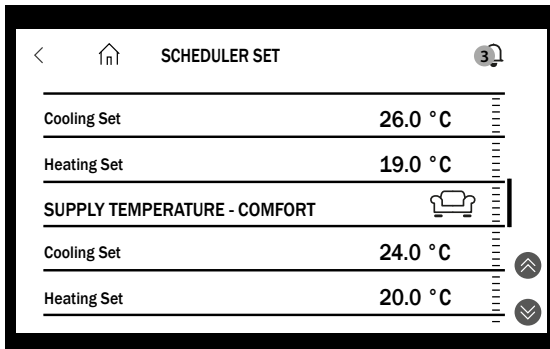 SCHEDULER SET
3
Cooling Set 26.0 °C
Heating Set 19.0 °C
SUPPLY TEMPERATURE - COMFORT
Cooling Set 24.0 °C
Heating Set 20.0 °C